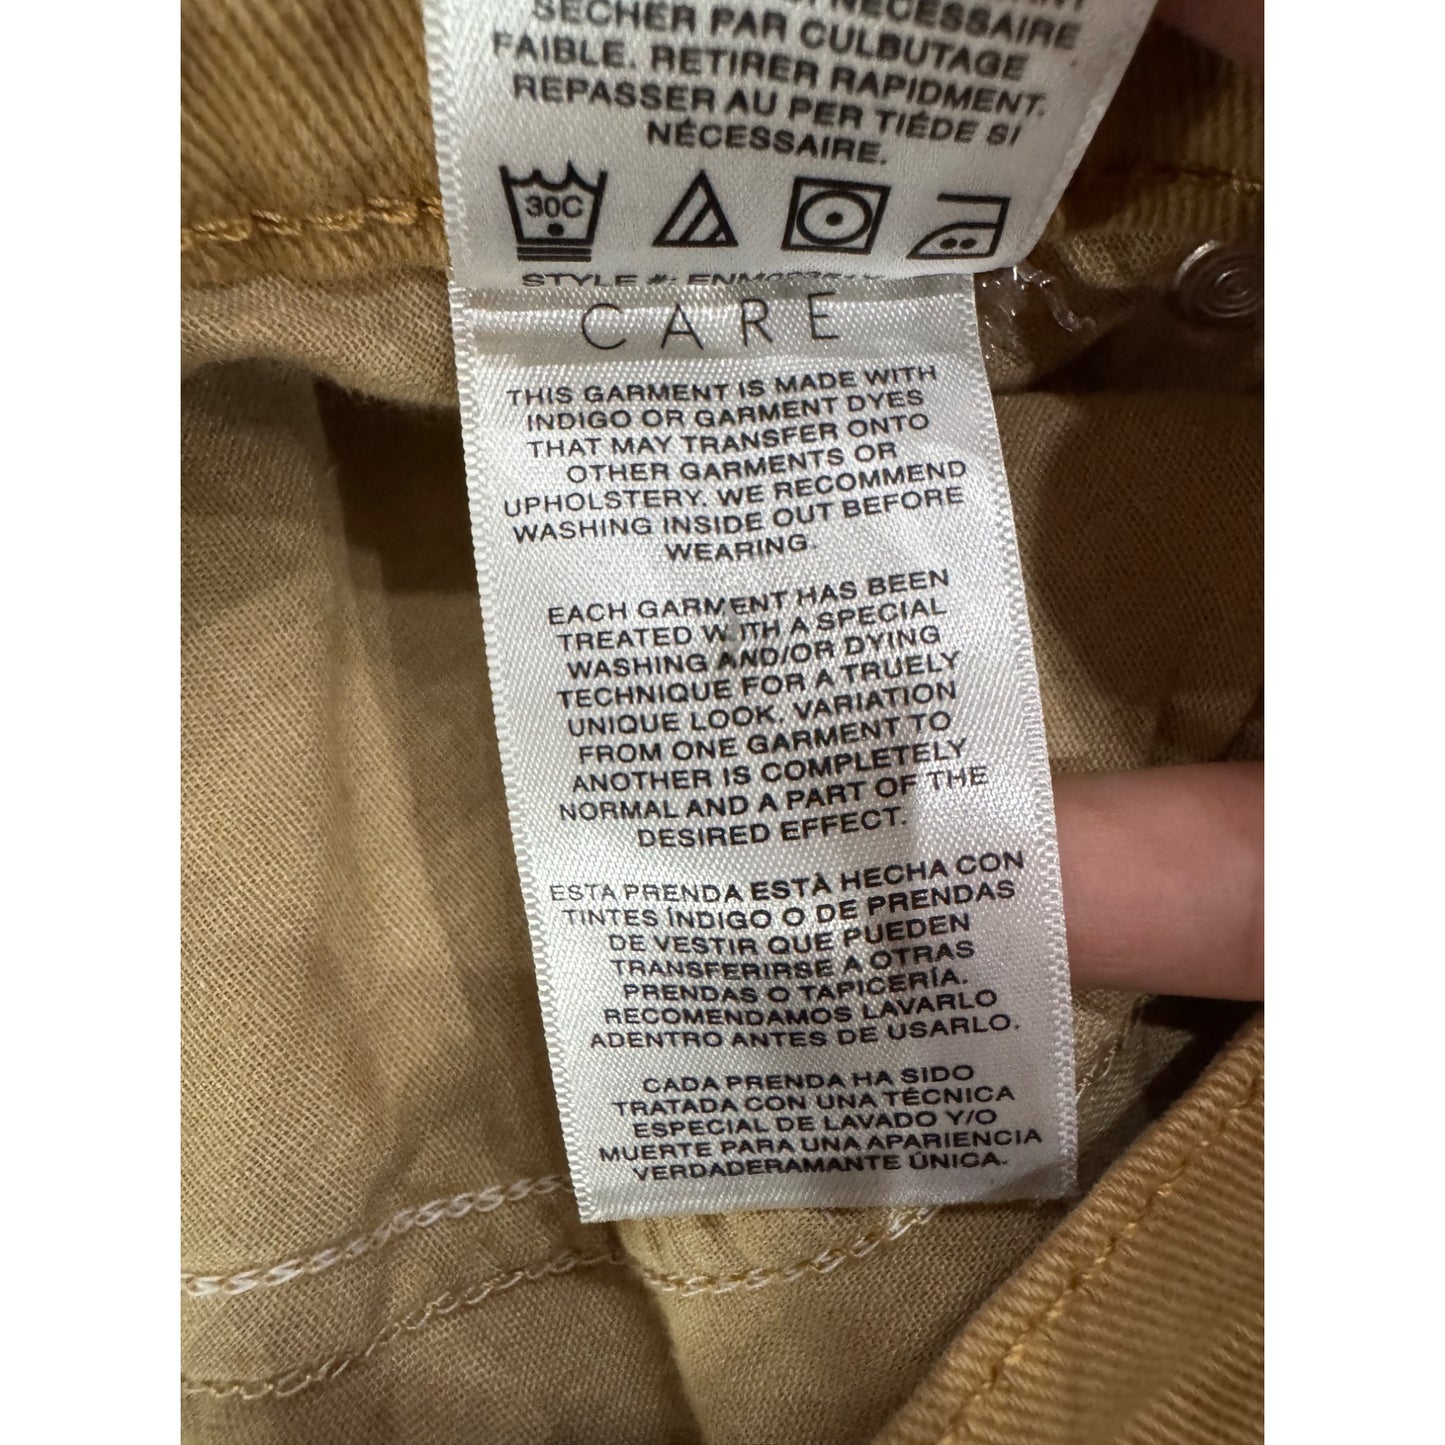 NÉCESSAIRE
SÉCHER PAR CULBUTAGE
FAIBLE. RETIRER RAPIDMENT.
REPASSER AU PER TIÉDE SI
NÉCESSAIRE.
30C
STYLE #:
CARE
THIS GARMENT IS MADE WITH
INDIGO OR GARMENT DYES
THAT MAY TRANSFER ONTO
OTHER GARMENTS OR
UPHOLSTERY. WE RECOMMEND
WASHING INSIDE OUT BEFORE
WEARING.
EACH GARMENT HAS BEEN
TREATED WITH A SPECIAL
WASHING AND/OR DYING
TECHNIQUE FOR A TRUELY
UNIQUE LOOK. VARIATION
FROM ONE GARMENT TO
ANOTHER IS COMPLETELY
NORMAL AND A PART OF THE
DESIRED EFFECT.
ESTA PRENDA ESTÀ HECHA CON
TINTES ÍNDIGO O DE PRENDAS
DE VESTIR QUE PUEDEN
TRANSFERIRSE A OTRAS
PRENDAS O TAPICERÍA.
RECOMENDAMOS LAVARLO
ADENTRO ANTES DE USARLO.
CADA PRENDA HA SIDO
TRATADA CON UNA TÉCNICA
ESPECIAL DE LAVADO Y/O
MUERTE PARA UNA APARIENCIA
VERDADERAMANTE ÚNICA.